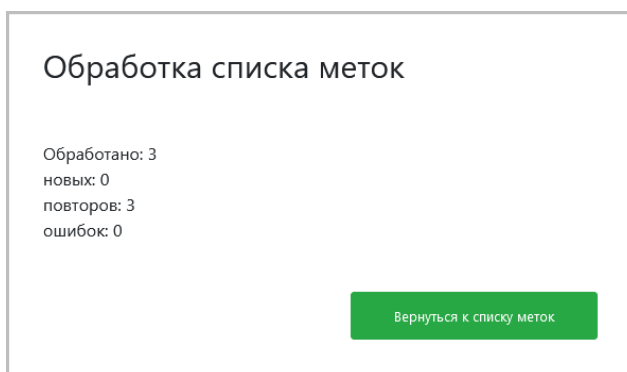 Обработка списка меток
Обработано: 3
новых: 0
повторов: 3
ошибок: 0
Вернуться к списку меток